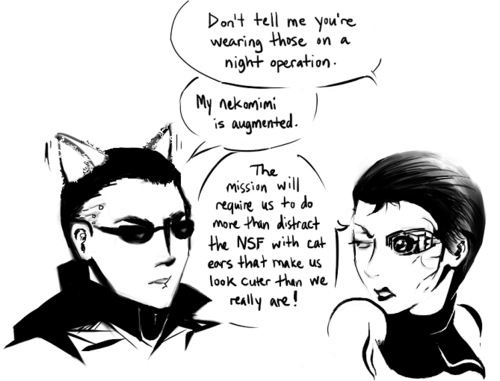 Don't tell me you're
wearing those on a
night operation.
My nekomimi
is augmented.
The
mission will
require us to do
more than distract
the NSF with cat
ears that make us
look cuter than we
really are!